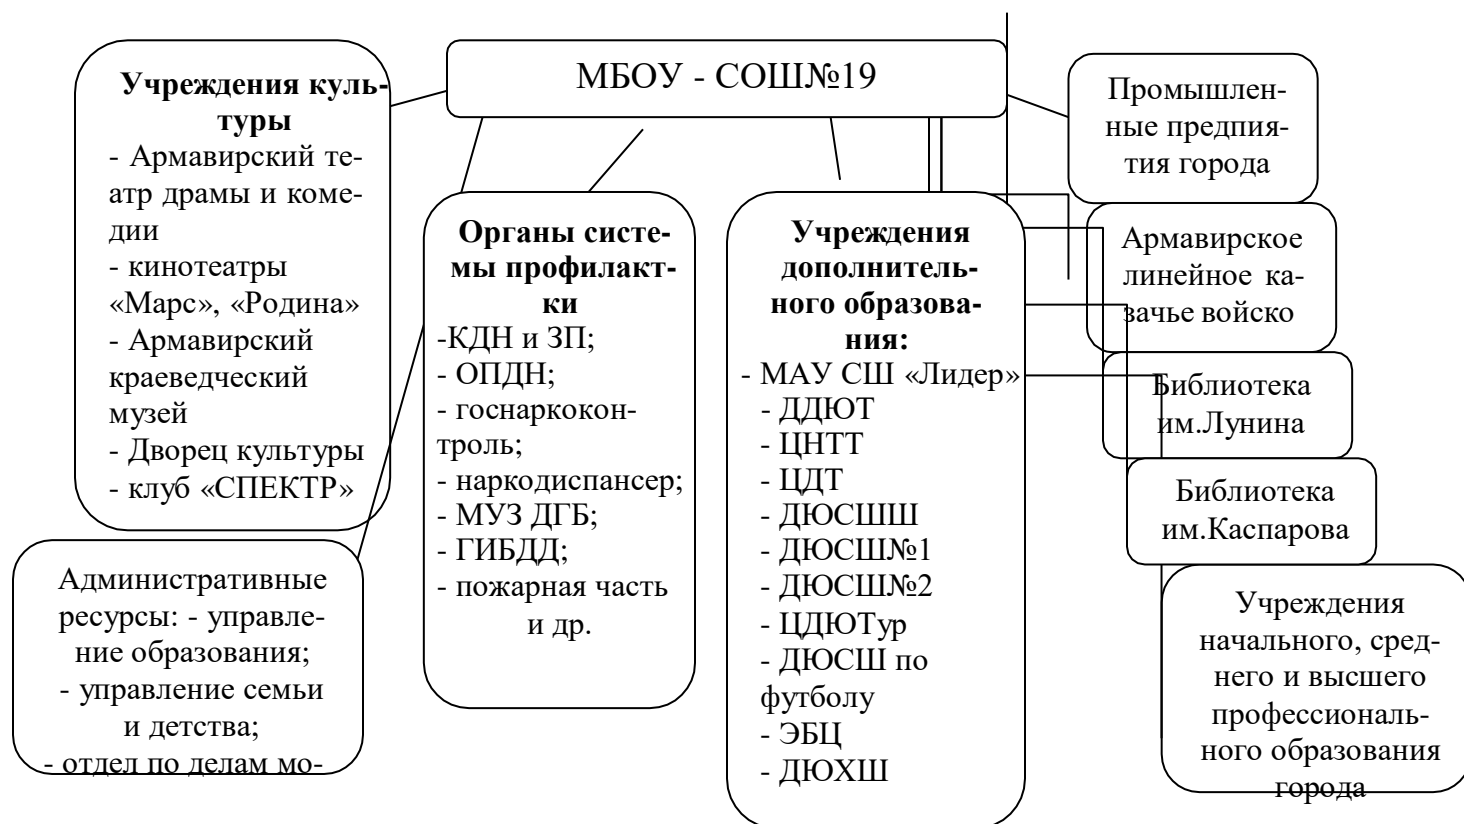 МБОУ - СОШ№19
Учреждения куль-
туры
- Армавирский те-
атр драмы и коме-
дии
- кинотеатры
«Марс», «Родина»
- Армавирский
краеведческий
музей
- Дворец культуры
- клуб «СПЕКТР»
Административные
ресурсы: - управле-
ние образования;
- управление семьи
и детства;
- отдел по делам мо-
Органы систе-
мы профилакт-
ки
-КДН и ЗП;
- ОПДН;
- госнаркокон-
троль;
- наркодиспансер;
- МУЗ ДГБ;
- ГИБДД;
- пожарная часть
и др.
Учреждения
дополнитель-
ного образова-
ния:
- МАУ СШ «Лидер»
- ДДЮТ
- ЦНТТ
- ЦДТ
- ДЮСШШ
- ДЮСШ№1
- ДЮСШ№2
- ЦДЮТур
- ДЮСШ по
футболу
- ЭБЦ
- ДЮХШ
Промышлен-
ные предпия-
тия города
Армавирское
линейное ка-
зачье войско
Библиотека
им.Лунина
Библиотека
им.Каспарова
Учреждения
начального, сред-
него и высшего
профессиональ-
ного образования
города